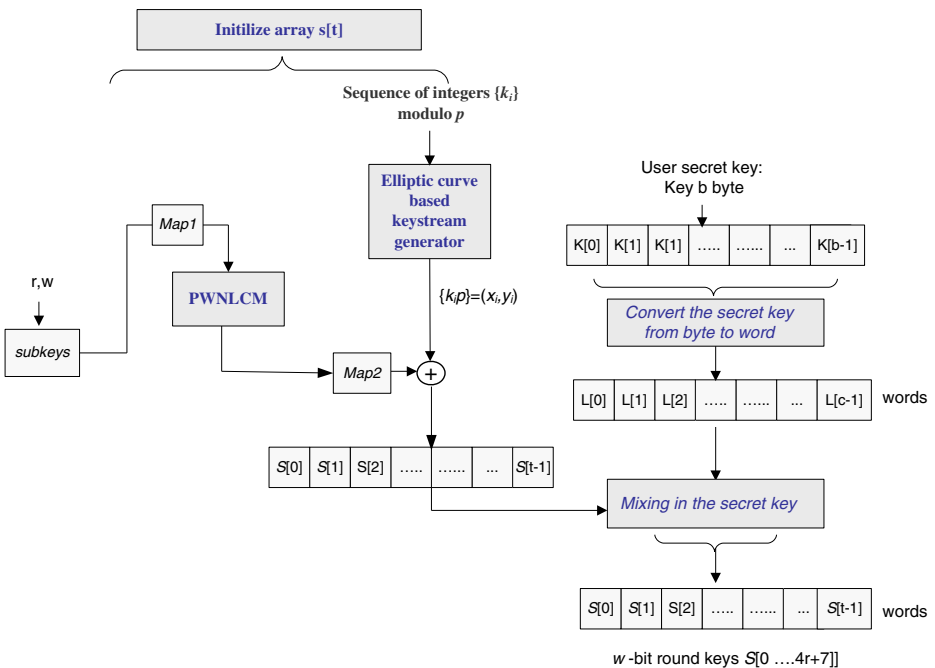 Initilize array s[t]
Sequence of integers {kᵢ}
modulo p
Elliptic curve
based
keystream
generator
User secret key:
Key b byte
Map1
K[0] K[1] K[1] ….. …... ... K[b-1]
r,w
PWNLCM
{kᵢp}=(xᵢ,yᵢ)
Convert the secret key
from byte to word
subkeys
Map2
+
L[0] L[1] L[2] ….. …... ... L[c-1] words
S[0] S[1] S[2] ….. …... ... S[t-1]
Mixing in the secret key
S[0] S[1] S[2] ….. …... ... S[t-1] words
w -bit round keys S[0 ….4r+7]]